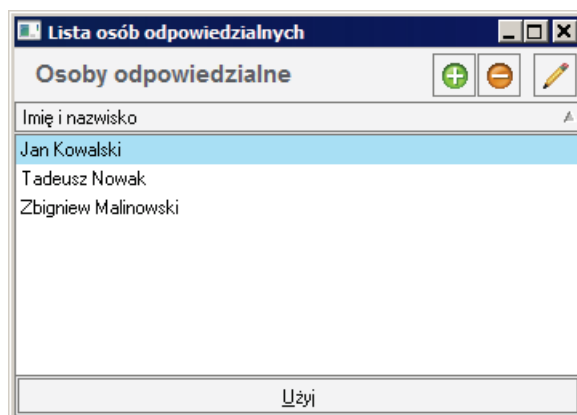 Lista osób odpowiedzialnych
Osoby odpowiedzialne
Imię i nazwisko
Jan Kowalski
Tadeusz Nowak
Zbigniew Malinowski
Użyj